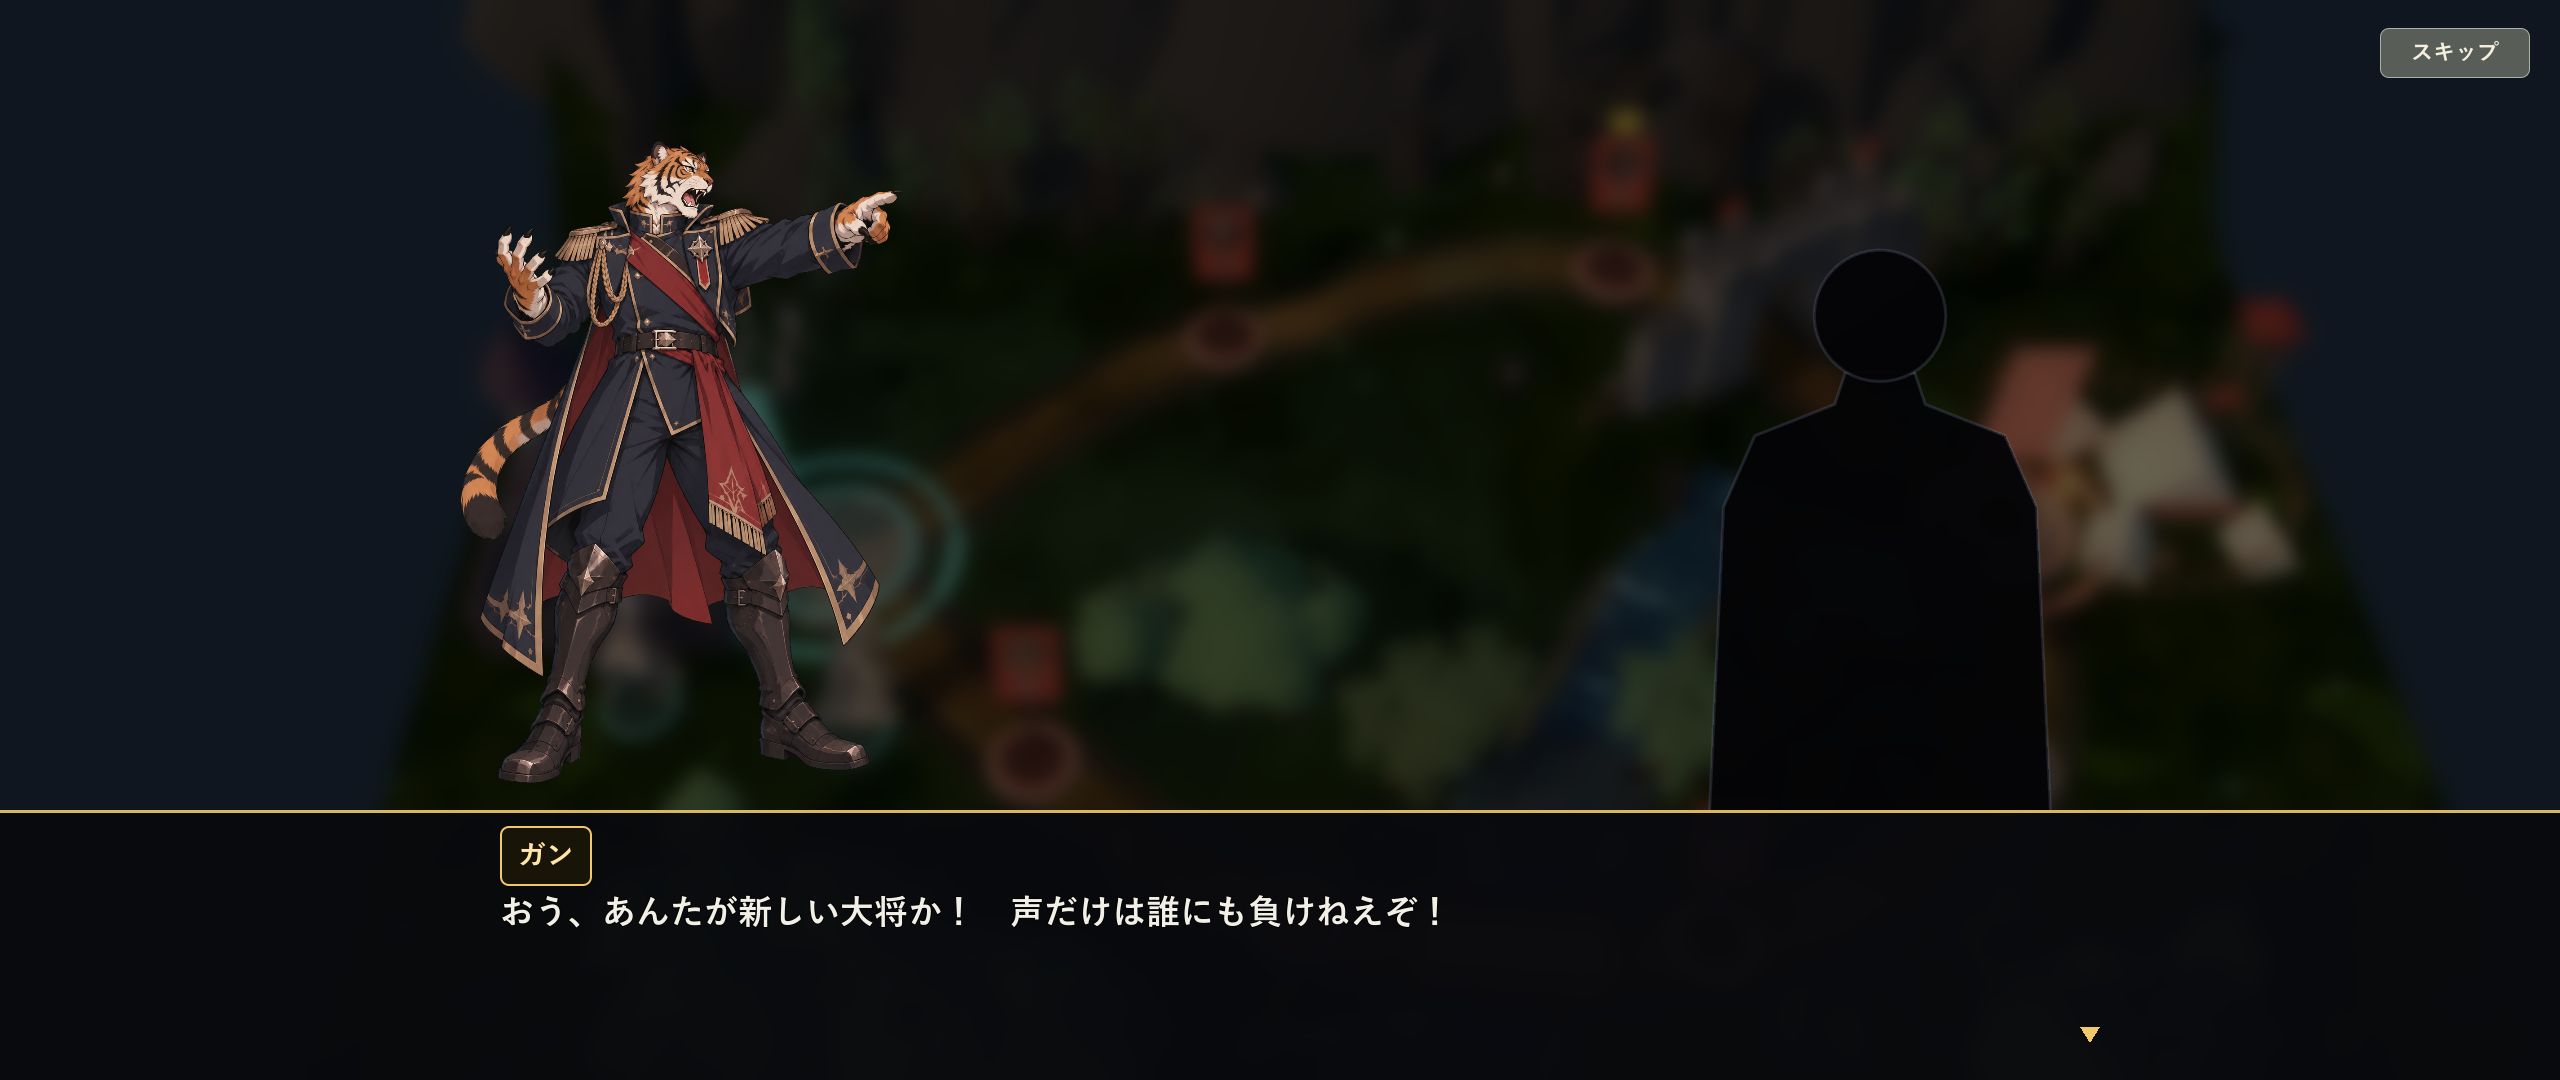 スキップ
ガン
おう、あんたが新しい大将か！　声だけは誰にも負けねえぞ！